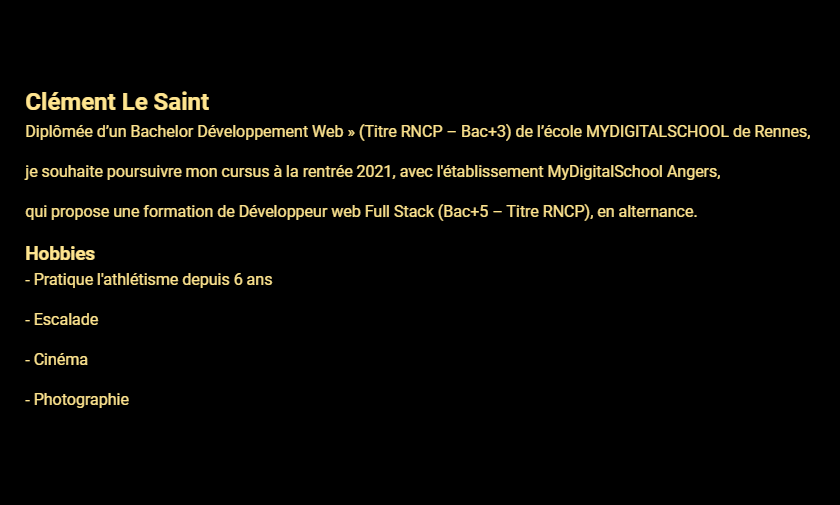 Clément Le Saint
Diplômée d’un Bachelor Développement Web » (Titre RNCP – Bac+3) de l’école MYDIGITALSCHOOL de Rennes,
je souhaite poursuivre mon cursus à la rentrée 2021, avec l'établissement MyDigitalSchool Angers,
qui propose une formation de Développeur web Full Stack (Bac+5 – Titre RNCP), en alternance.
Hobbies
- Pratique l'athlétisme depuis 6 ans
- Escalade
- Cinéma
- Photographie